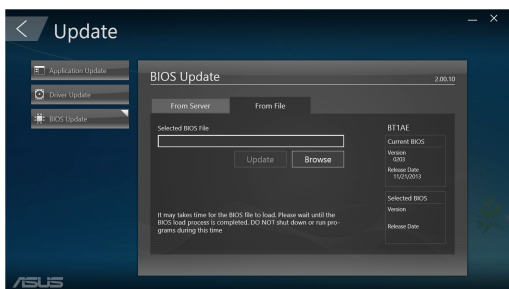 Update
Application Update
Driver Update
BIOS Update
BIOS Update
2.00.10
From Server
From File
Selected BIOS File
Update
Browse
It may takes time for the BIOS file to load. Please wait until the
BIOS load process is completed. DO NOT shut down or run pro-
grams during this time
BT1AE
Current BIOS
Version
0203
Release Date
11/21/2013
Selected BIOS
Version
Release Date
ASUS